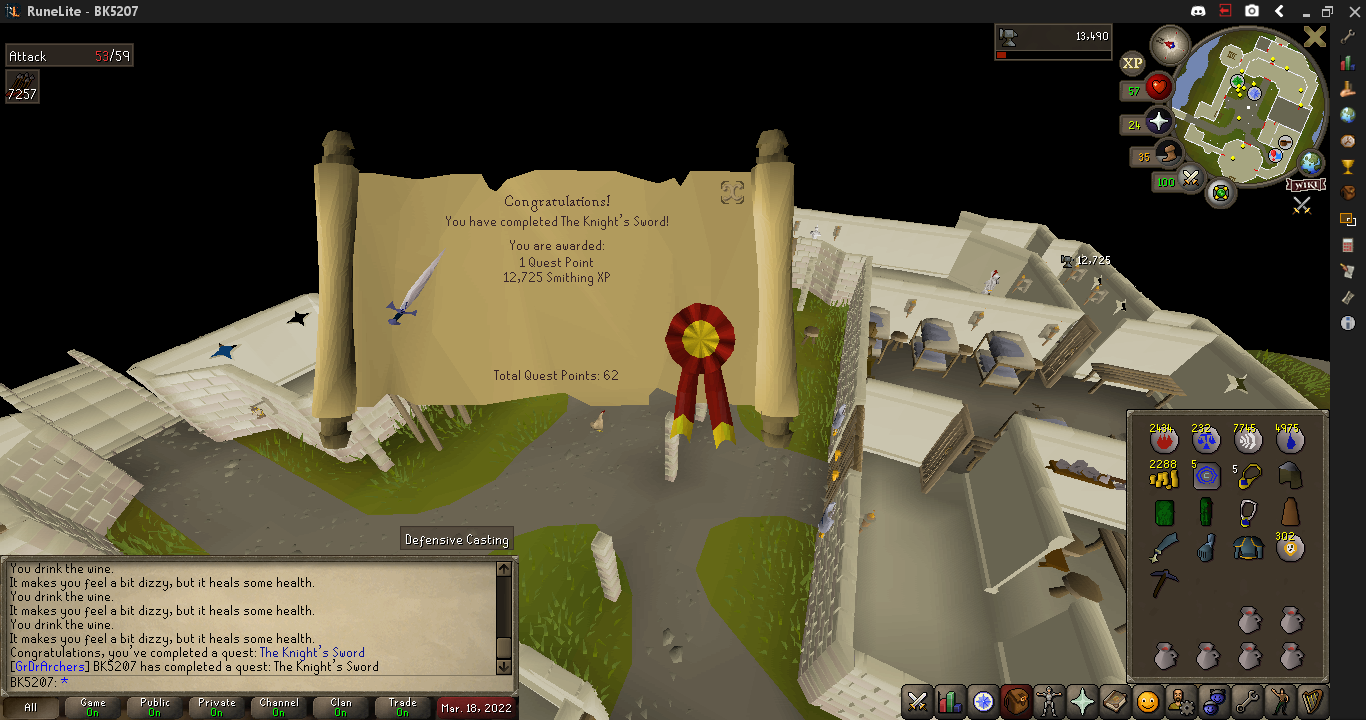 RuneLite - BK5207
Attack 53/59
7257
13,490
XP
57
24
35
100
WIKI
Congratulations!
You have completed The Knight's Sword!
You are awarded:
1 Quest Point
12,725 Smithing XP
Total Quest Points: 62
12,725
Defensive Casting
2434 232 7745 4975
2288 5 5
302
You drink the wine.
It makes you feel a bit dizzy, but it heals some health.
You drink the wine.
It makes you feel a bit dizzy, but it heals some health.
You drink the wine.
It makes you feel a bit dizzy, but it heals some health.
Congratulations, you've completed a quest: The Knight's Sword
[GrDrArchers] BK5207 has completed a quest: The Knight's Sword
BK5207: *
All Game On Public On Private On Channel On Clan On Trade On Mar. 18, 2022